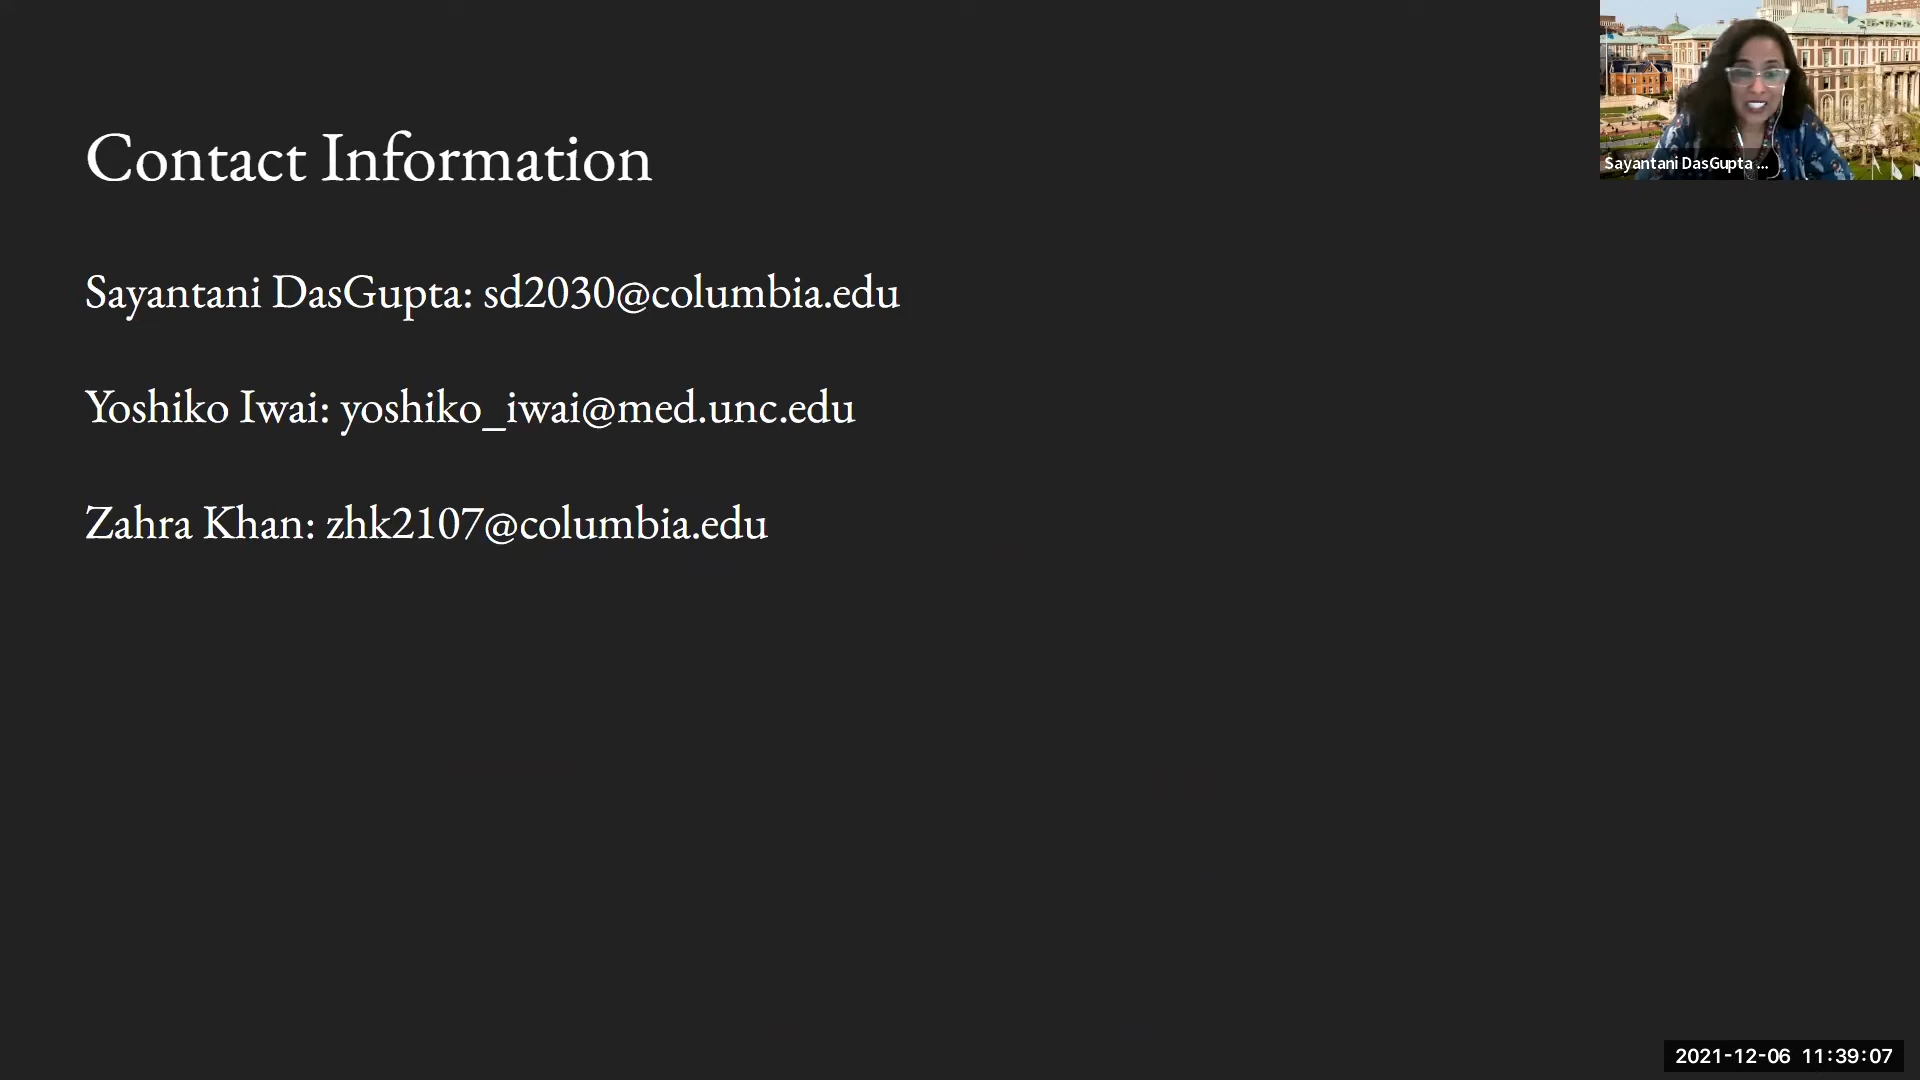 Contact Information
Sayantani DasGupta: sd2030@columbia.edu
Yoshiko Iwai: yoshiko_iwai@med.unc.edu
Zahra Khan: zhk2107@columbia.edu
Sayantani DasGupta ...
2021-12-06 11:39:07